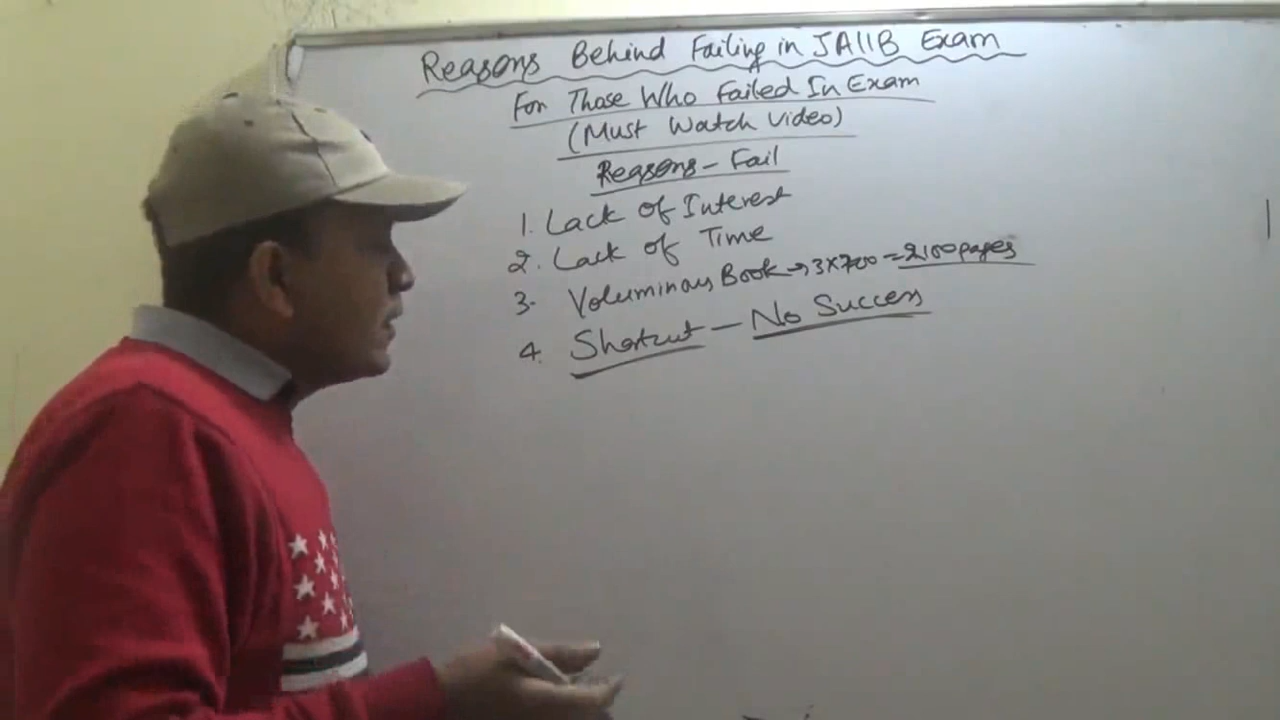 Reasons Behind Failing in JAIIB Exam
For Those Who Failed In Exam
(Must Watch Video)
Reasons - Fail
1. Lack of Interest
2. Lack of Time
3. Voluminous Book → 3x700 = 2100 pages
4. Shortcut - No Success